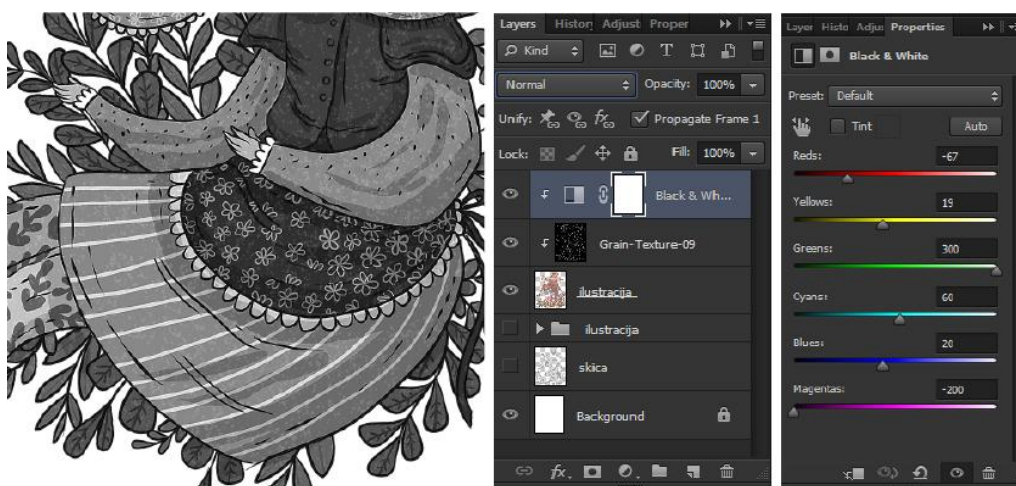 Layers Histor Adjust Proper
Kind
Normal Opacity: 100%
Unify: Propagate Frame 1
Lock: Fill: 100%
Black & Wh...
Grain-Texture-09
ilustracija
ilustracija
skica
Background
fx.
Layer Histo Adjus Properties
Black & White
Preset: Default
Tint Auto
Reds: -67
Yellows: 19
Greens: 300
Cyans: 60
Blues: 20
Magentas: -200